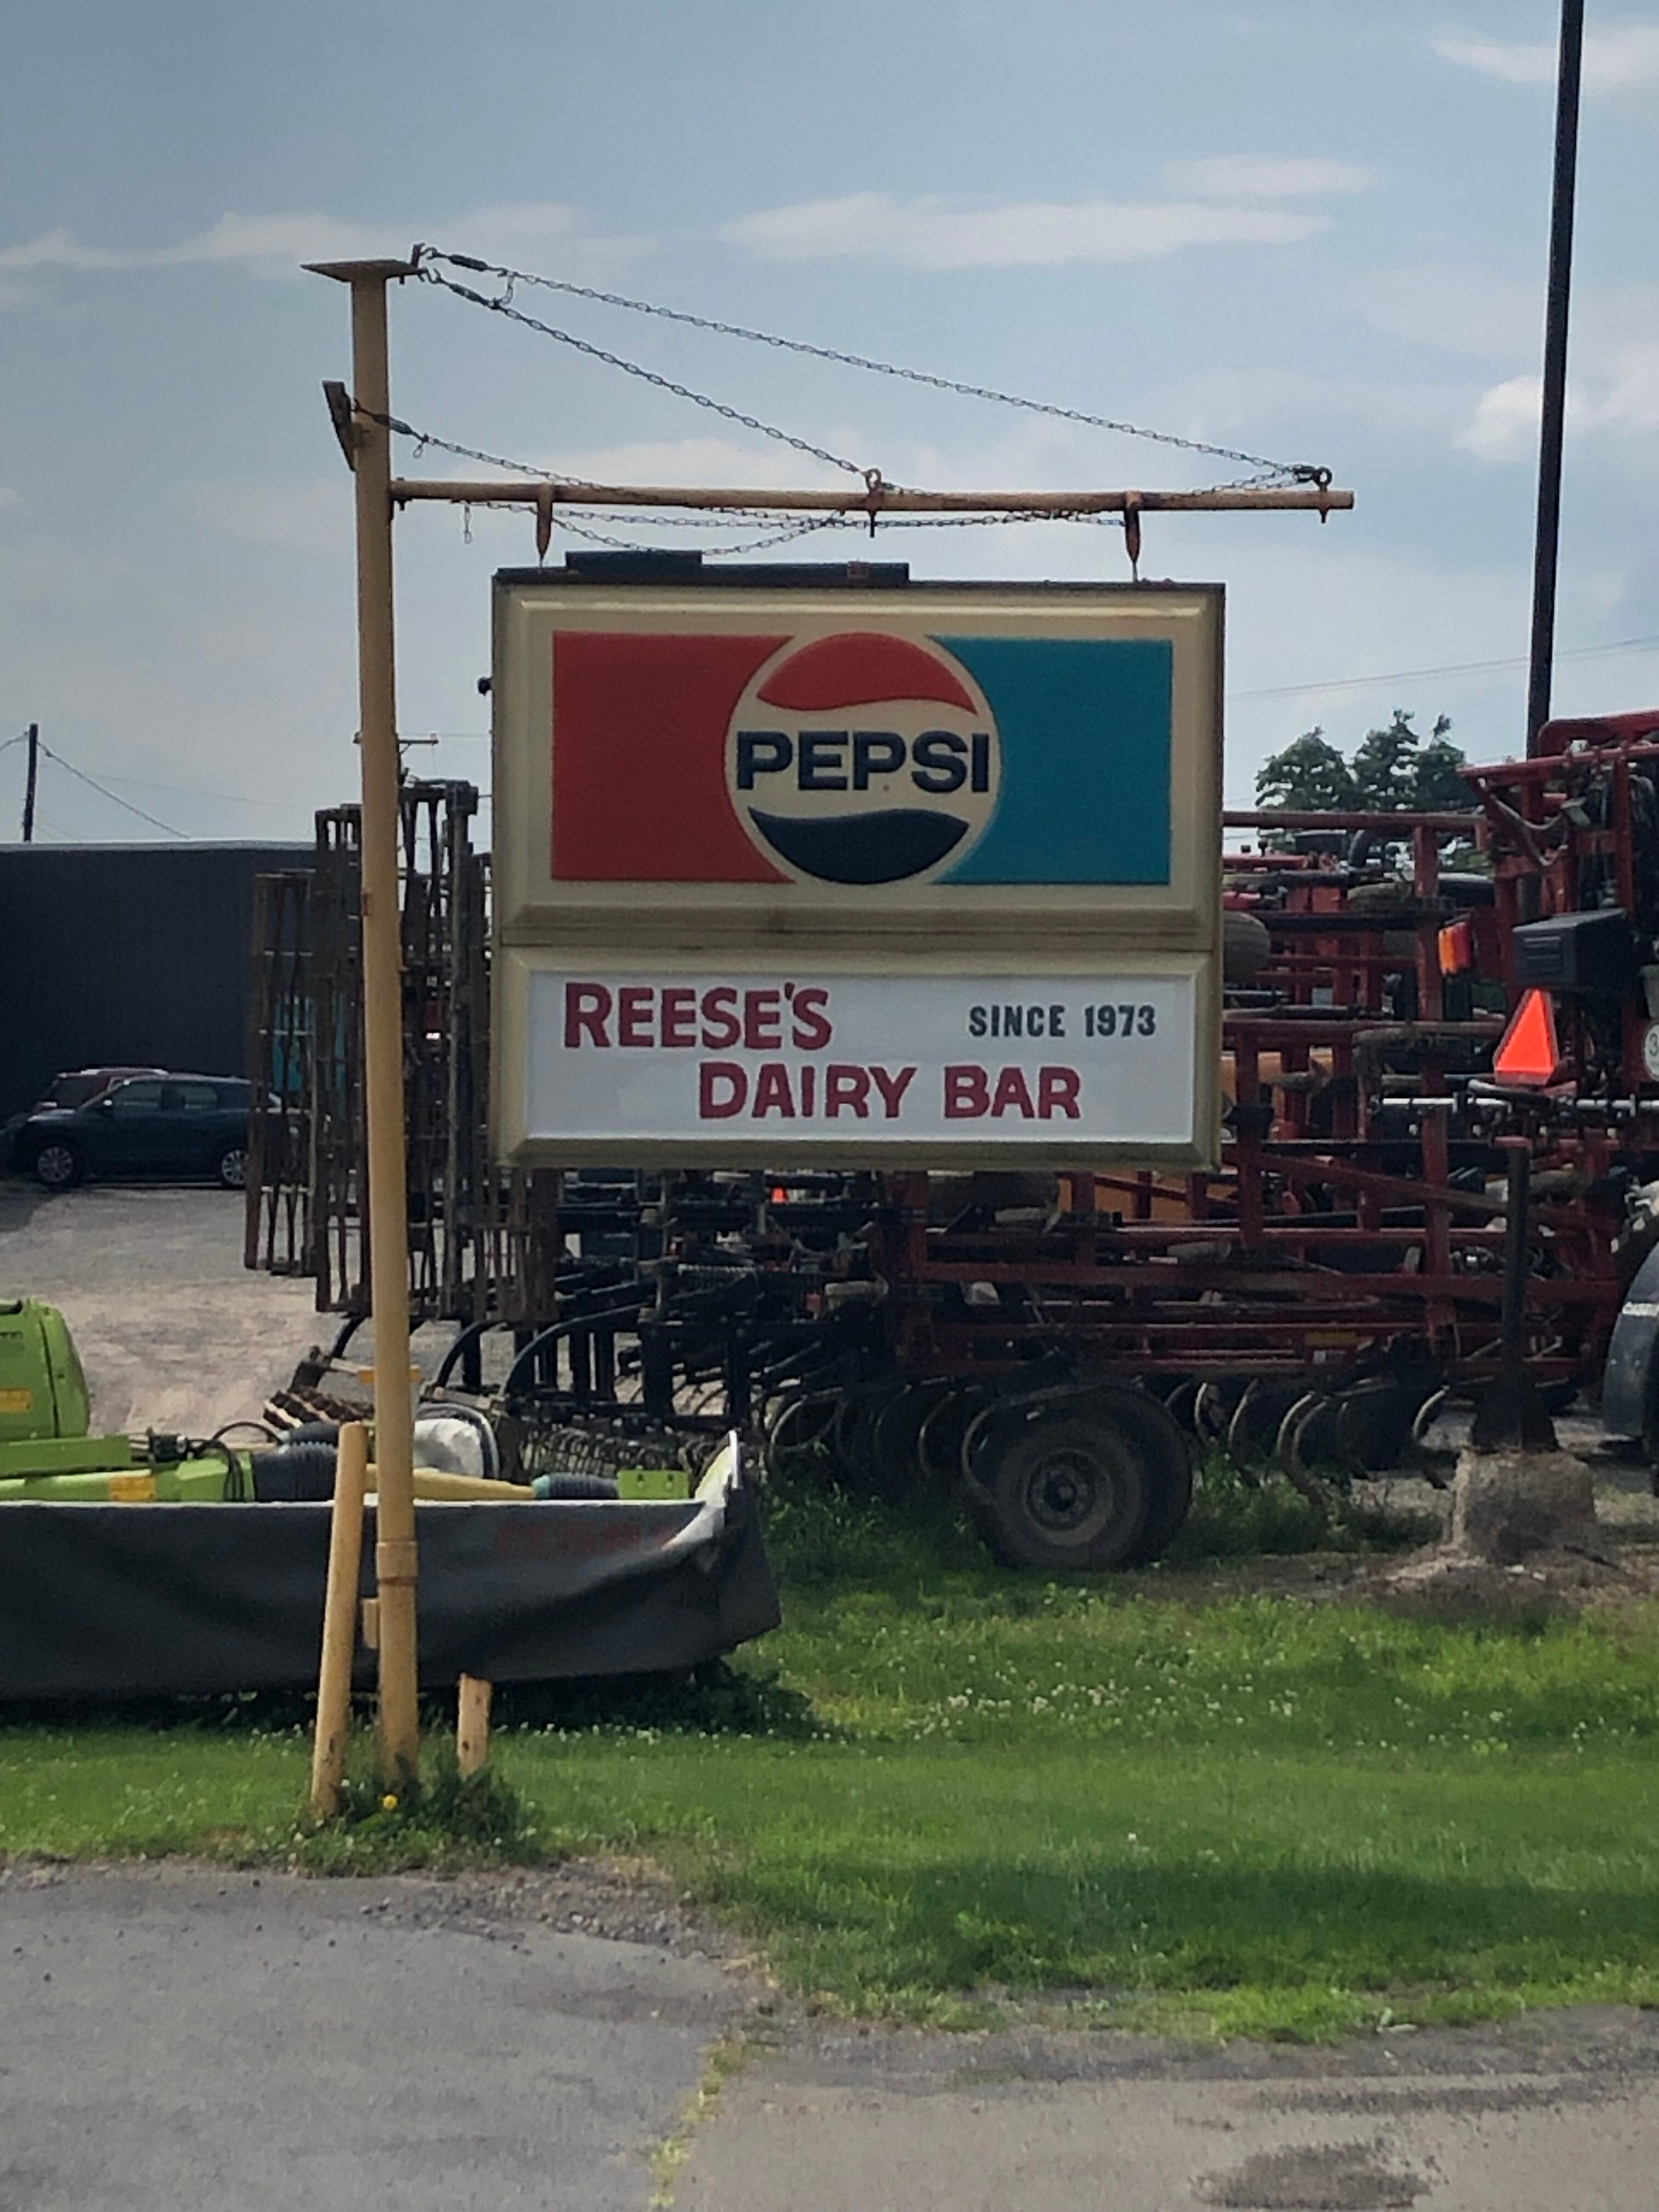 PEPSI
REESE'S SINCE 1973
DAIRY BAR